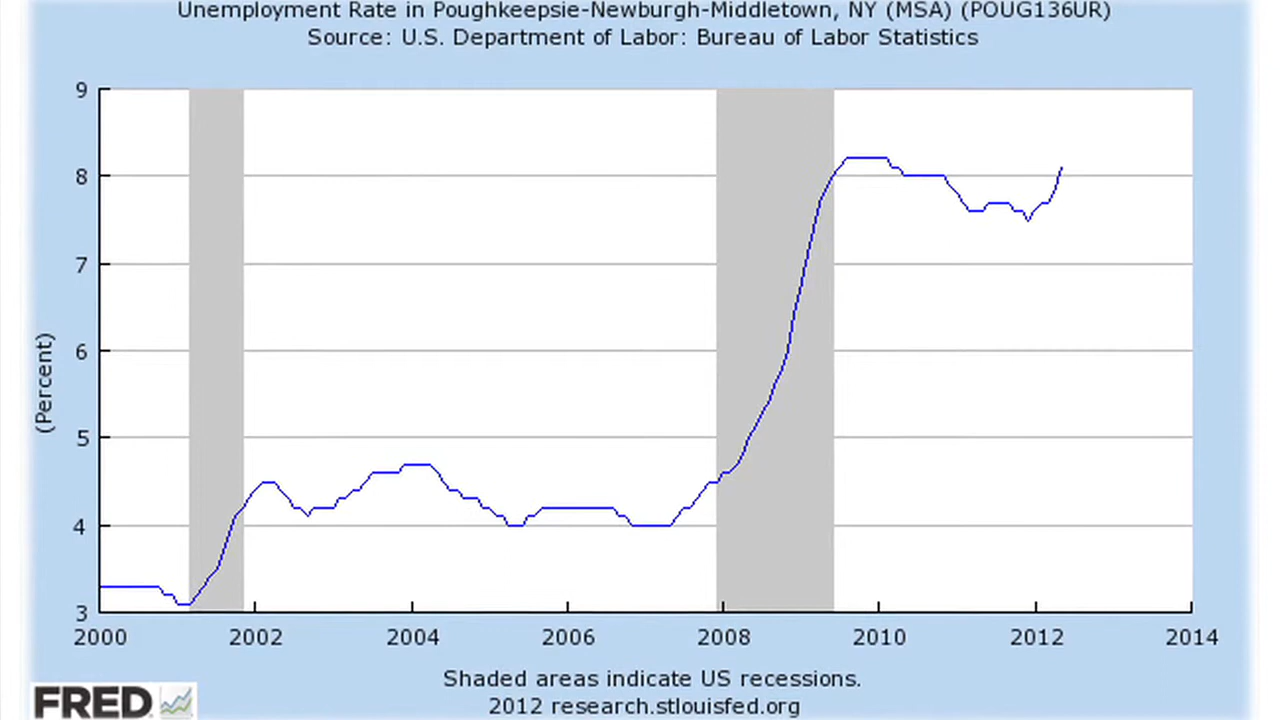 Unemployment Rate in Poughkeepsie-Newburgh-Middletown, NY (MSA) (POUG136UR)
Source: U.S. Department of Labor: Bureau of Labor Statistics
9
8
7
6
5
4
3
(Percent)
2000 2002 2004 2006 2008 2010 2012 2014
Shaded areas indicate US recessions.
FRED
2012 research.stlouisfed.org